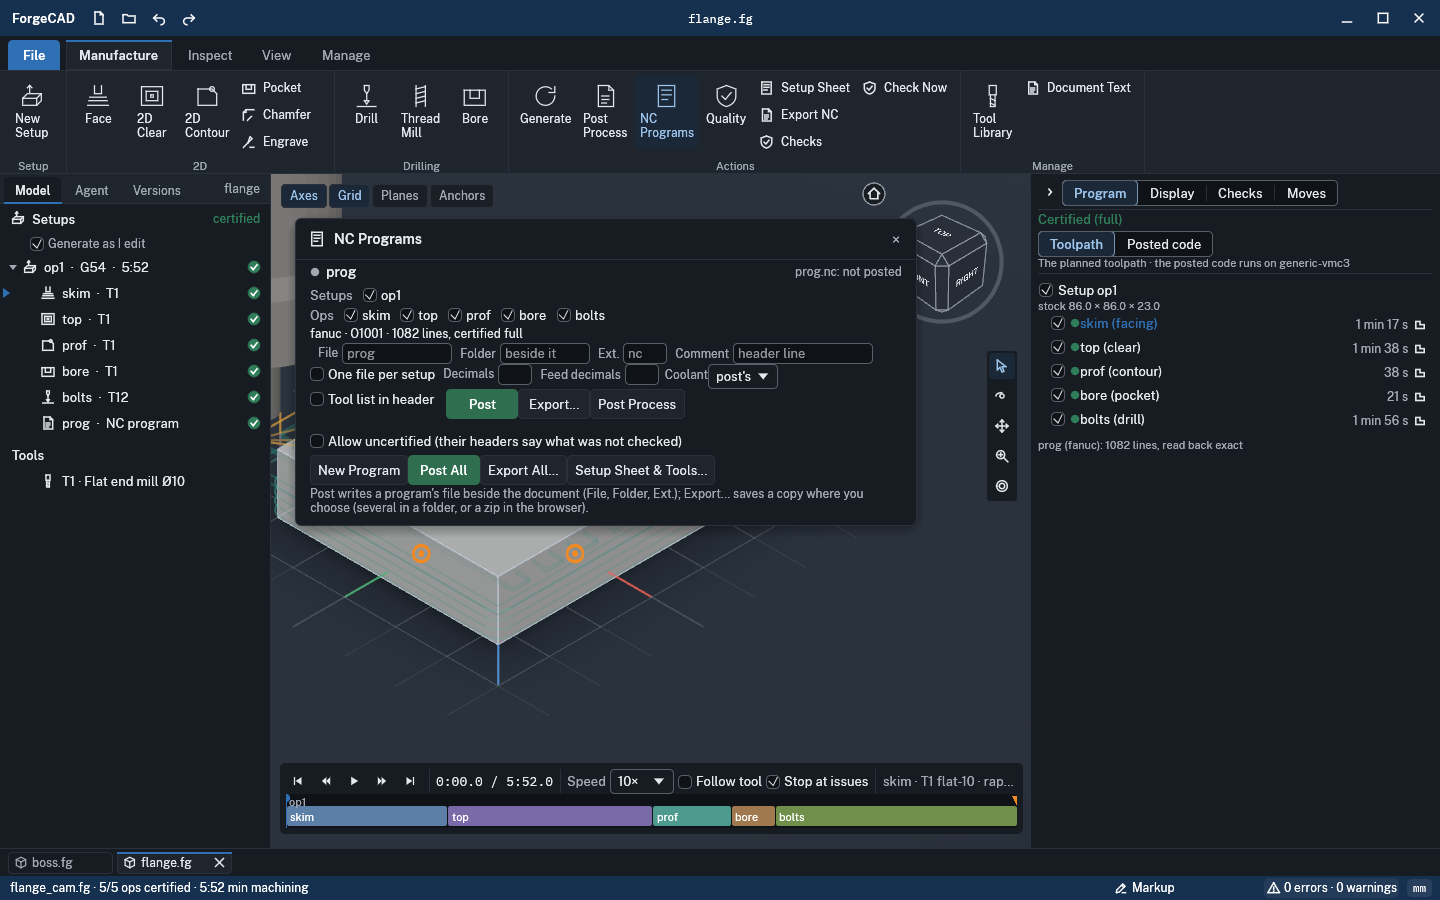 ForgeCAD
flange.fg
File
Manufacture
Inspect
View
Manage
New Setup
Setup
Face
2D Clear
2D Contour
Pocket
Chamfer
Engrave
2D
Drill
Thread Mill
Bore
Drilling
Generate
Post Process
NC Programs
Quality
Setup Sheet
Export NC
Checks
Check Now
Actions
Tool Library
Document Text
Manage
Model
Agent
Versions
flange
Setups
certified
Generate as I edit
op1 · G54 · 5:52
skim · T1
top · T1
prof · T1
bore · T1
bolts · T12
prog · NC program
Tools
T1 · Flat end mill Ø10
Axes
Grid
Planes
Anchors
TOP
RIGHT
NC Programs
prog
prog.nc: not posted
Setups
op1
Ops
skim
top
prof
bore
bolts
fanuc · O1001 · 1082 lines, certified full
File
prog
Folder
beside it
Ext.
nc
Comment
header line
One file per setup
Decimals
Feed decimals
Coolant
post's
Tool list in header
Post
Export...
Post Process
Allow uncertified (their headers say what was not checked)
New Program
Post All
Export All...
Setup Sheet & Tools...
Post writes a program's file beside the document (File, Folder, Ext.); Export... saves a copy where you
choose (several in a folder, or a zip in the browser).
0:00.0 / 5:52.0
Speed
10×
Follow tool
Stop at issues
skim · T1 flat-10 · rap...
op1
skim
top
prof
bore
bolts
Program
Display
Checks
Moves
Certified (full)
Toolpath
Posted code
The planned toolpath · the posted code runs on generic-vmc3
Setup op1
stock 86.0 × 86.0 × 23.0
skim (facing)
1 min 17 s
top (clear)
1 min 38 s
prof (contour)
38 s
bore (pocket)
21 s
bolts (drill)
1 min 56 s
prog (fanuc): 1082 lines, read back exact
boss.fg
flange.fg
flange_cam.fg · 5/5 ops certified · 5:52 min machining
Markup
0 errors · 0 warnings
mm